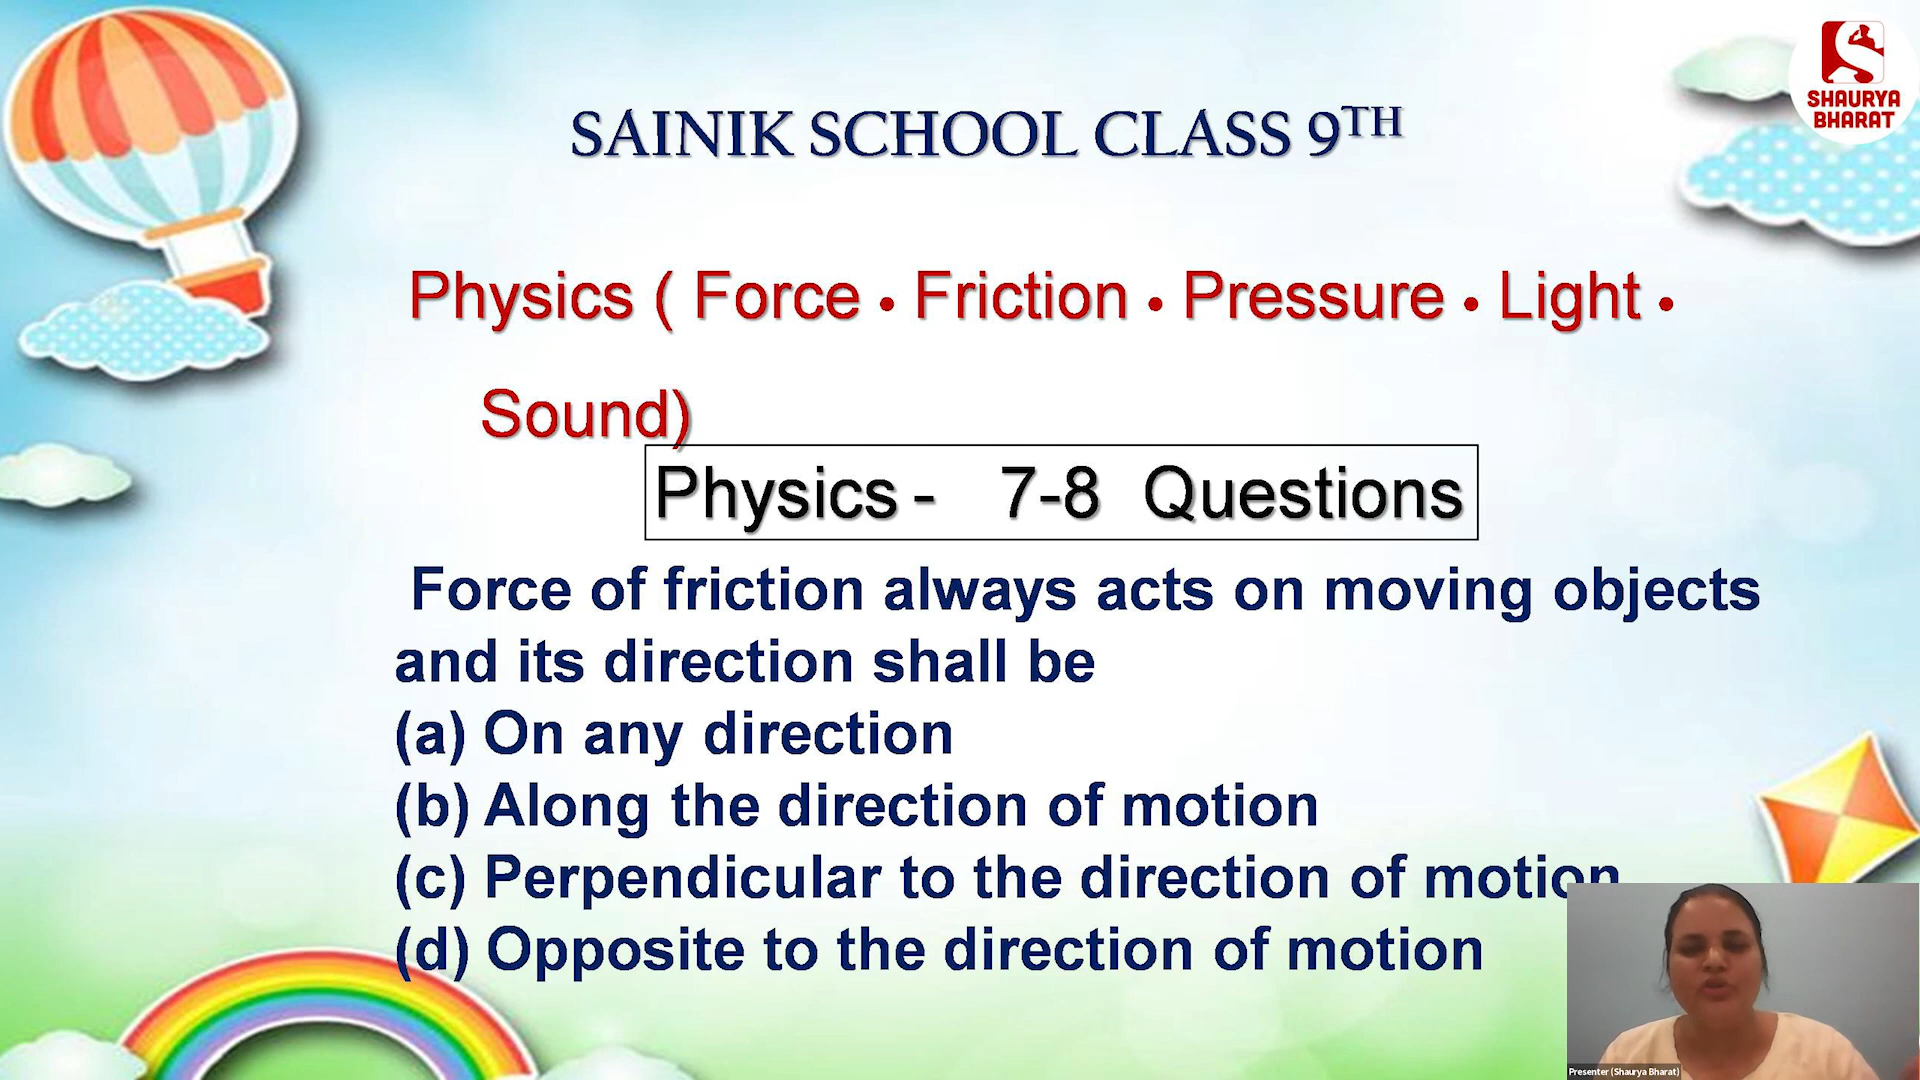 SHAURYA
BHARAT
SAINIK SCHOOL CLASS 9TH
Physics ( Force • Friction • Pressure • Light •
Sound)
Physics - 7-8 Questions
Force of friction always acts on moving objects
and its direction shall be
(a) On any direction
(b) Along the direction of motion
(c) Perpendicular to the direction of motion
(d) Opposite to the direction of motion
Presenter (Shaurya Bharat)